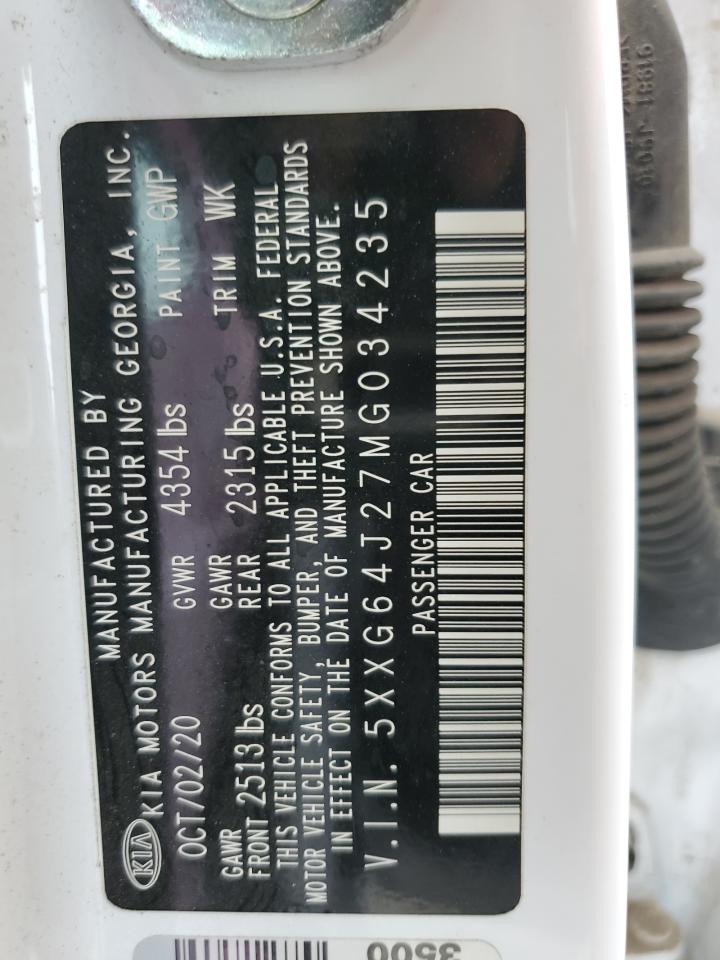 MANUFACTURED BY
KIA KIA MOTORS MANUFACTURING GEORGIA, INC.
OCT/02/20 GVWR 4354 lbs PAINT GWP
GAWR FRONT 2513 lbs GAWR REAR 2315 lbs TRIM WK
THIS VEHICLE CONFORMS TO ALL APPLICABLE U.S.A. FEDERAL
MOTOR VEHICLE SAFETY, BUMPER, AND THEFT PREVENTION STANDARDS
IN EFFECT ON THE DATE OF MANUFACTURE SHOWN ABOVE.
V.I.N. 5XXG64J27MG034235
PASSENGER CAR
3500